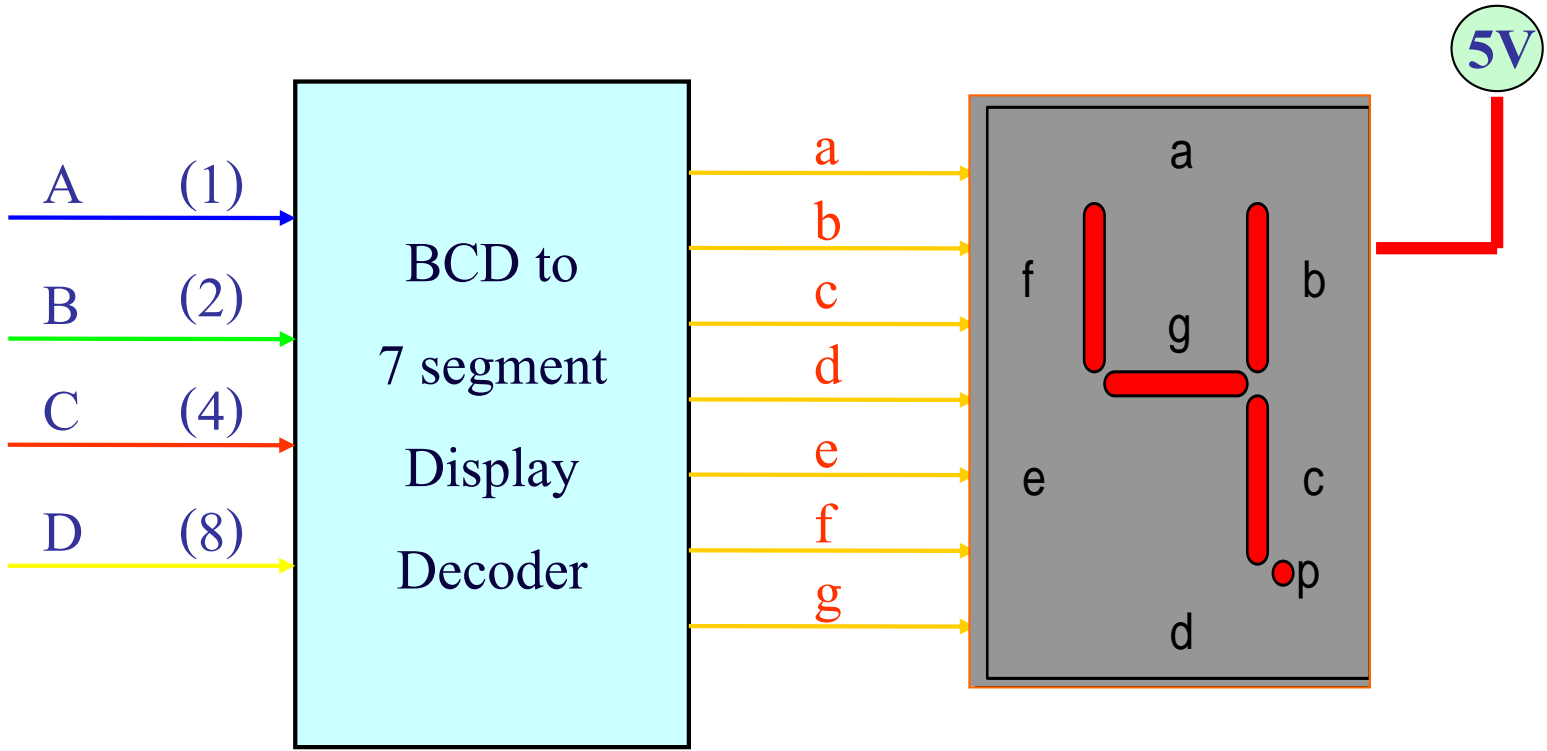 5V
A (1)
B (2)
C (4)
D (8)
BCD to
7 segment
Display
Decoder
a
b
c
d
e
f
g
a
f
b
g
e
c
p
d